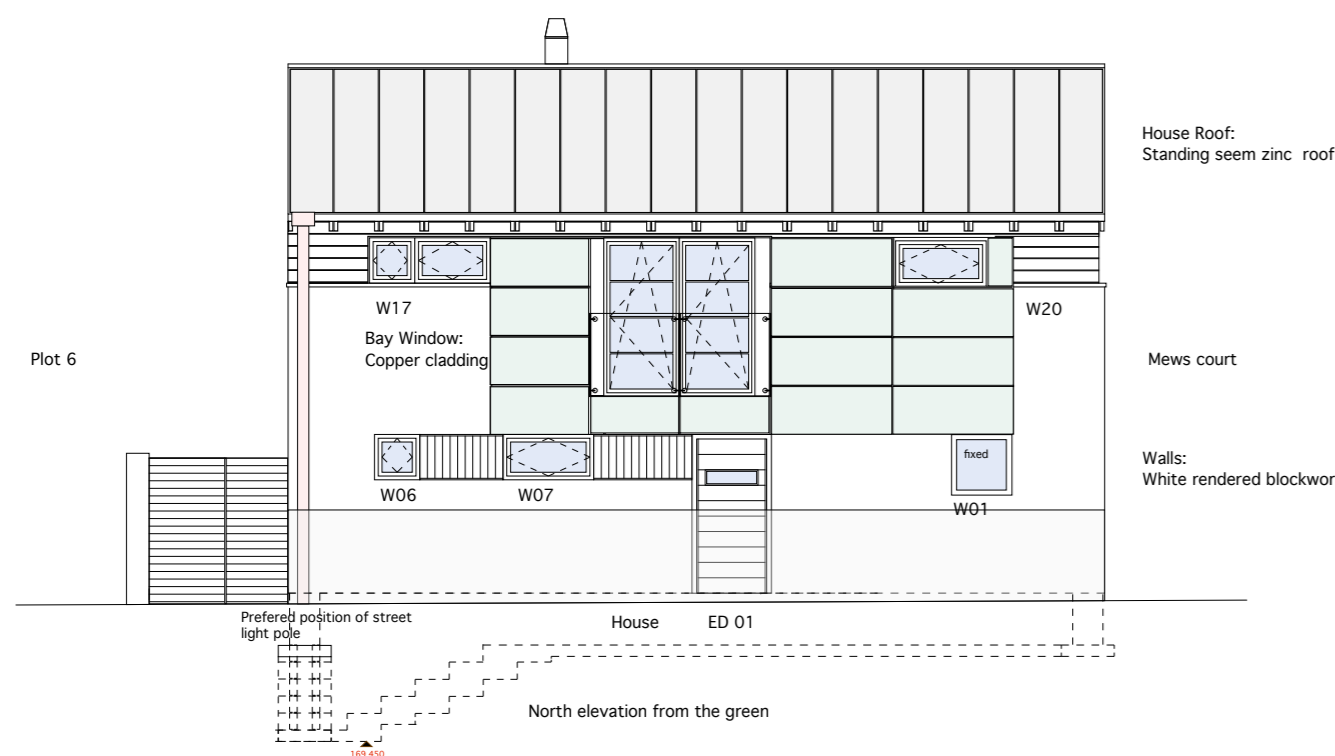 House Roof:
Standing seem zinc roof
W17
W20
Bay Window:
Copper cladding
Plot 6
Mews court
fixed
Walls:
White rendered blockwor
W06
W07
W01
Prefered position of street
light pole
House
ED 01
North elevation from the green
169.450